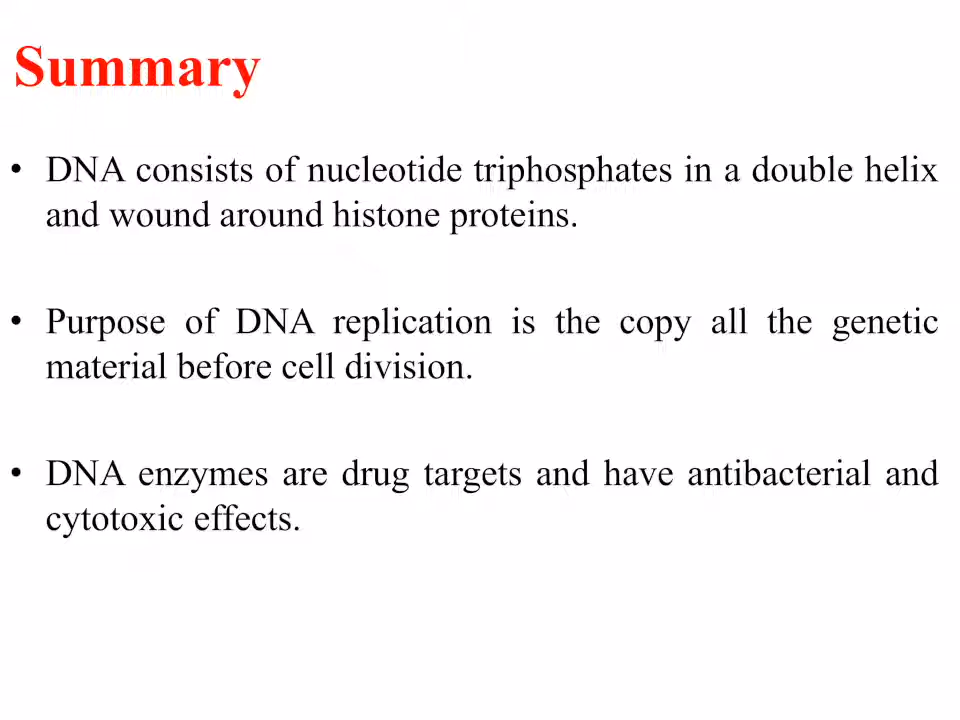 Summary
• DNA consists of nucleotide triphosphates in a double helix
and wound around histone proteins.
• Purpose of DNA replication is the copy all the genetic
material before cell division.
• DNA enzymes are drug targets and have antibacterial and
cytotoxic effects.